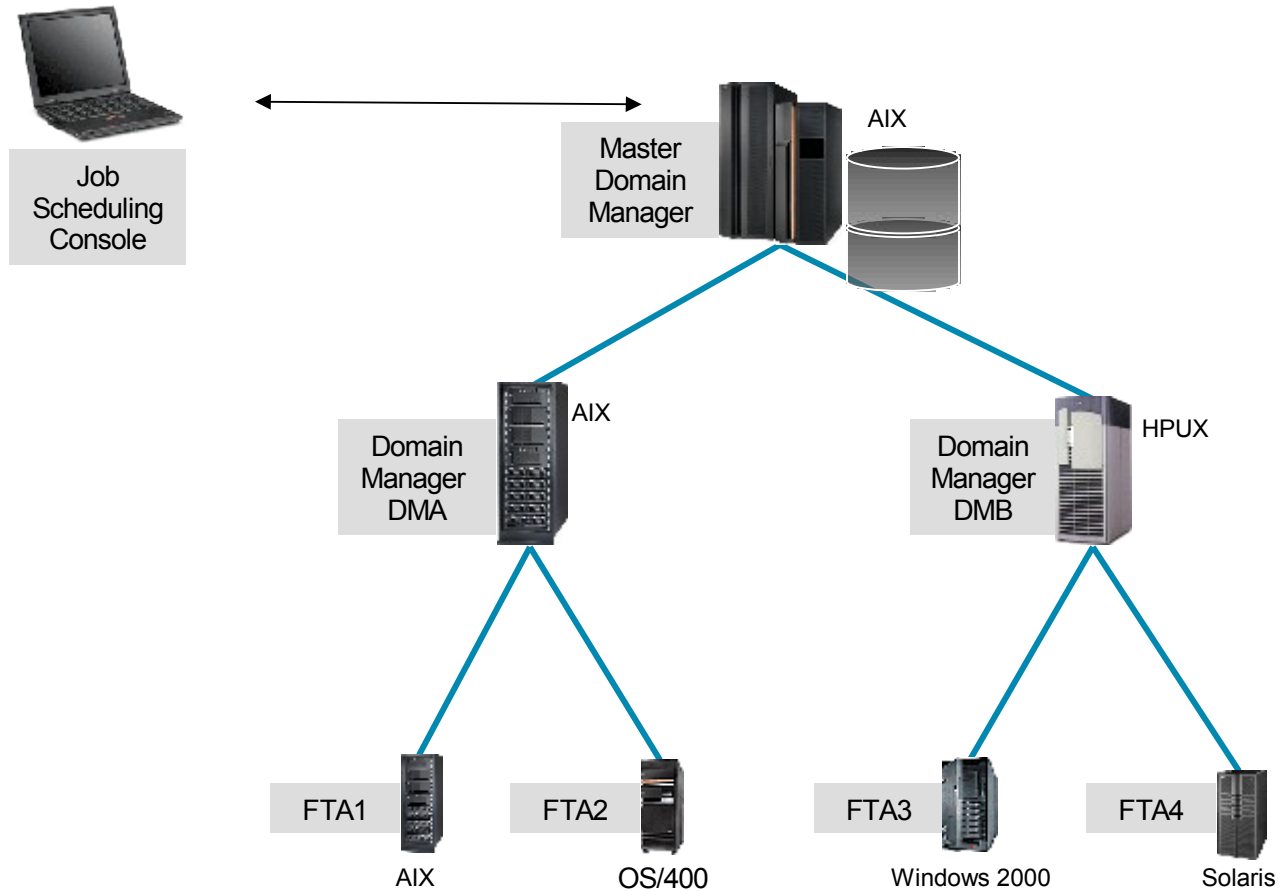 Job
Scheduling
Console
Master
Domain
Manager
AIX
Domain
Manager
DMA
AIX
Domain
Manager
DMB
HPUX
FTA1
AIX
FTA2
OS/400
FTA3
Windows 2000
FTA4
Solaris